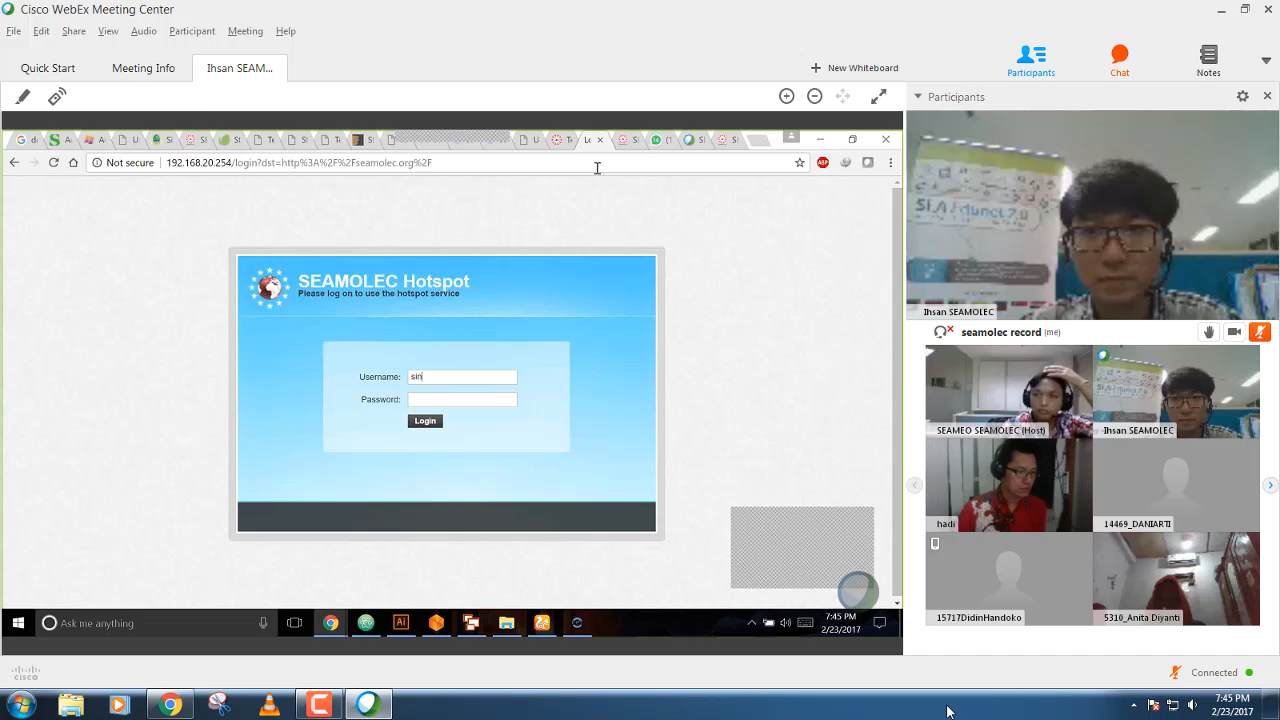 Cisco WebEx Meeting Center
File Edit Share View Audio Participant Meeting Help
Quick Start Meeting Info Ihsan SEAM...
New Whiteboard
Participants Chat Notes
Participants
Not secure 192.168.20.254/login?dst=http%3A%2F%2Fseamolec.org%2F
ABP
SEAMOLEC Hotspot
Please log on to use the hotspot service
Username: sin
Password:
Login
Ask me anything
7:45 PM
2/23/2017
Ihsan SEAMOLEC
seamolec record (me)
SEAMEO SEAMOLEC (Host) Ihsan SEAMOLEC
hadi 14469_DANIARTI
15717DidinHandoko 5310_Anita Diyanti
cisco
Connected
7:45 PM
2/23/2017